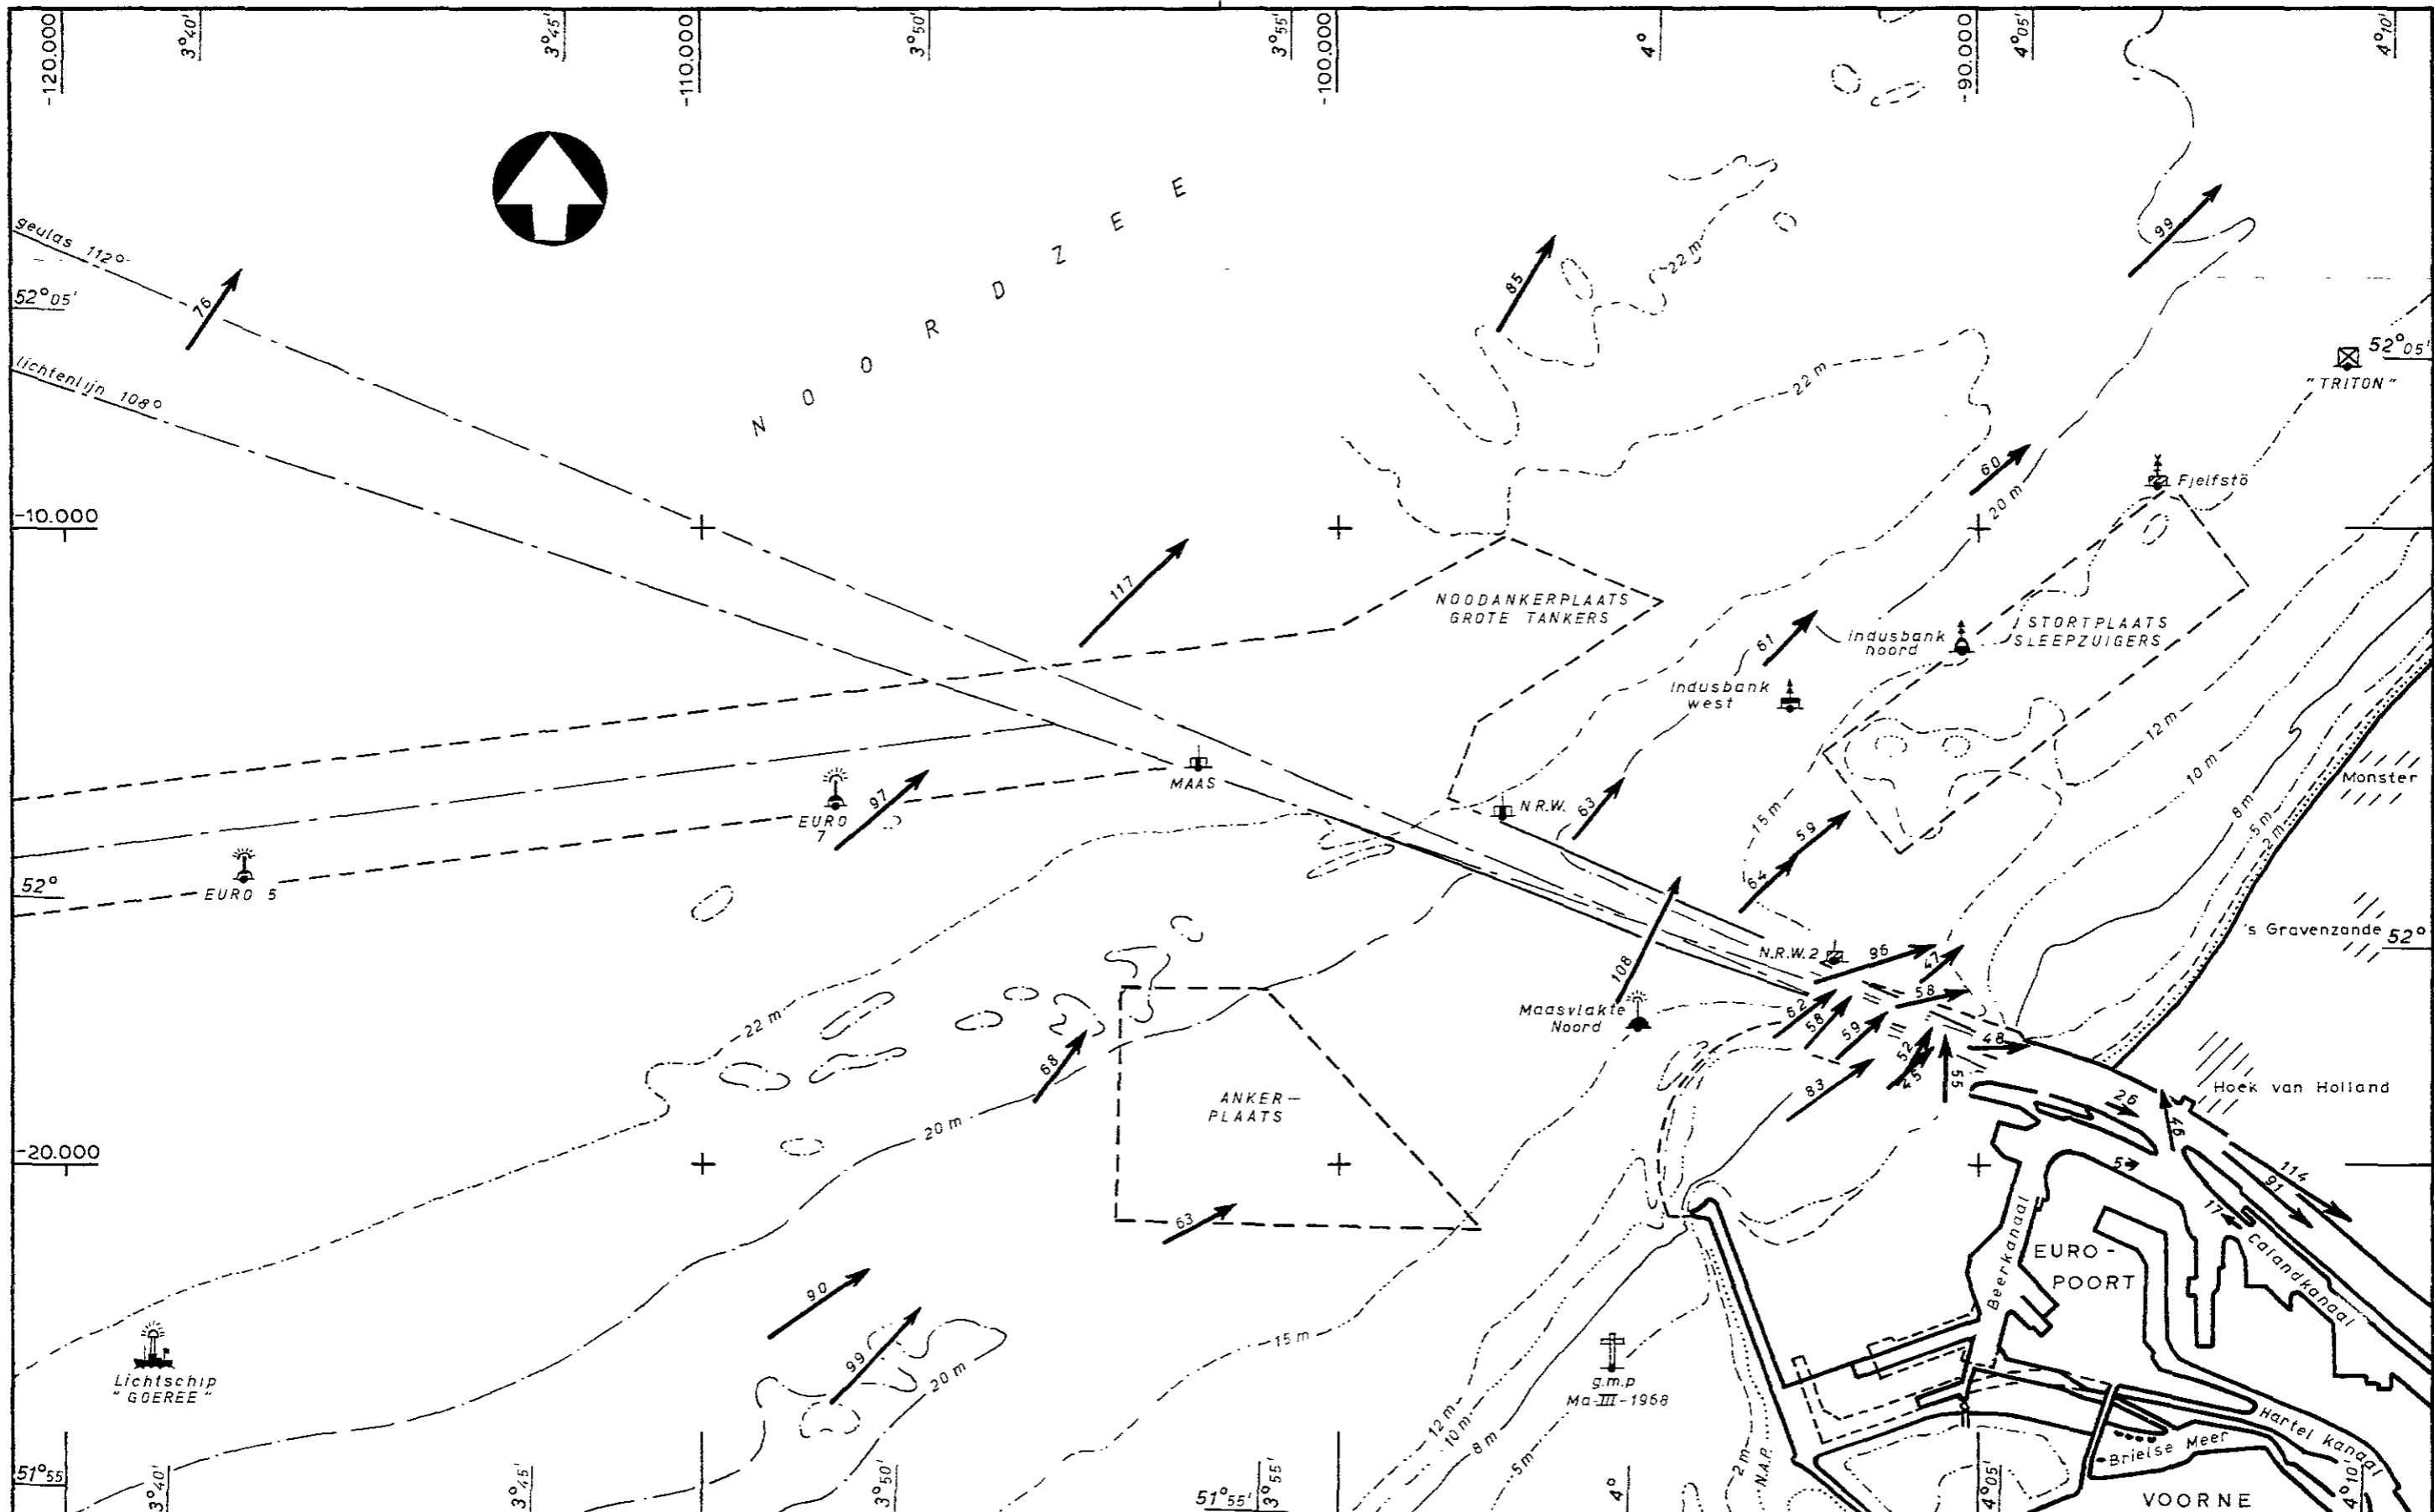 -120.000
3°40'
3°45'
-110.000
3°50'
3°55'
-100.000
4°
-90.000
4°05'
4°10'
NOORDZEE
geulas 112°
52°05'
76
lichtenlijn 108°
85
22 m
99
52°05'
"TRITON"
22 m
60
20 m
Fjelfstö
-10.000
117
NOODANKERPLAATS
GROTE TANKERS
61
indusbank
noord
STORTPLAATS
SLEEPZUIGERS
Indusbank
west
12 m
10 m
MAAS
EURO
7
97
N.R.W.
63
15 m
59
8 m
5 m
2 m
Monster
EURO 5
52°
64
's Gravenzande
52°
N.R.W. 2
96
47
108
58
Maasvlakte
Noord
62
58
59
52
45
48
55
83
22 m
68
20 m
ANKER-
PLAATS
Hoek van Holland
26
46
-20.000
53
114
91
17
63
Beerkanaal
EURO-
POORT
Calandkanaal
90
99
15 m
20 m
Lichtschip
"GOEREE"
g.m.p
Ma-III-1968
12 m
10 m
8 m
5 m
2 m
N.A.P.
Hartel Kanaal
Brielse Meer
VOORNE
51°55
3°40'
3°45'
3°50'
51°55'
3°55'
4°
4°05'
4°10'